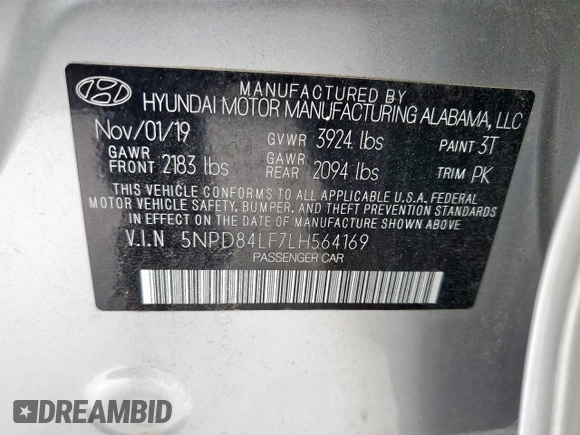 MANUFACTURED BY
HYUNDAI MOTOR MANUFACTURING ALABAMA, LLC
Nov/01/19 GVWR 3924 lbs PAINT 3T
GAWR FRONT 2183 lbs GAWR REAR 2094 lbs TRIM PK
THIS VEHICLE CONFORMS TO ALL APPLICABLE U.S.A. FEDERAL
MOTOR VEHICLE SAFETY, BUMPER, AND THEFT PREVENTION STANDARDS
IN EFFECT ON THE DATE OF MANUFACTURE SHOWN ABOVE.
V.I.N 5NPD84LF7LH564169
PASSENGER CAR
DREAMBID